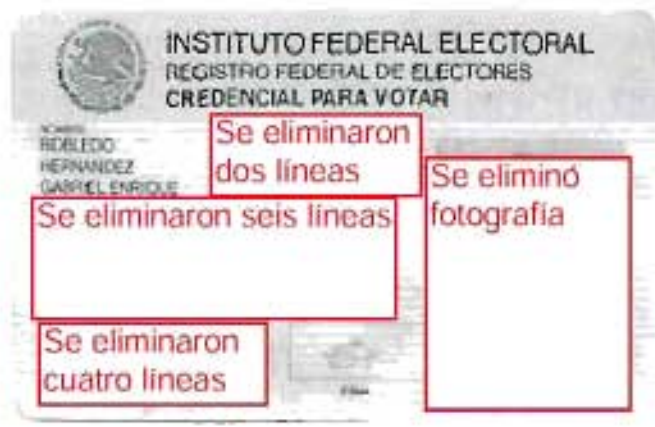 INSTITUTO FEDERAL ELECTORAL
REGISTRO FEDERAL DE ELECTORES
CREDENCIAL PARA VOTAR
NOMBRE
ROBLEDO
HERNANDEZ
GABRIEL ENRIQUE
Se eliminaron
dos líneas
Se eliminó
fotografía
Se eliminaron seis líneas
Se eliminaron
cuatro líneas